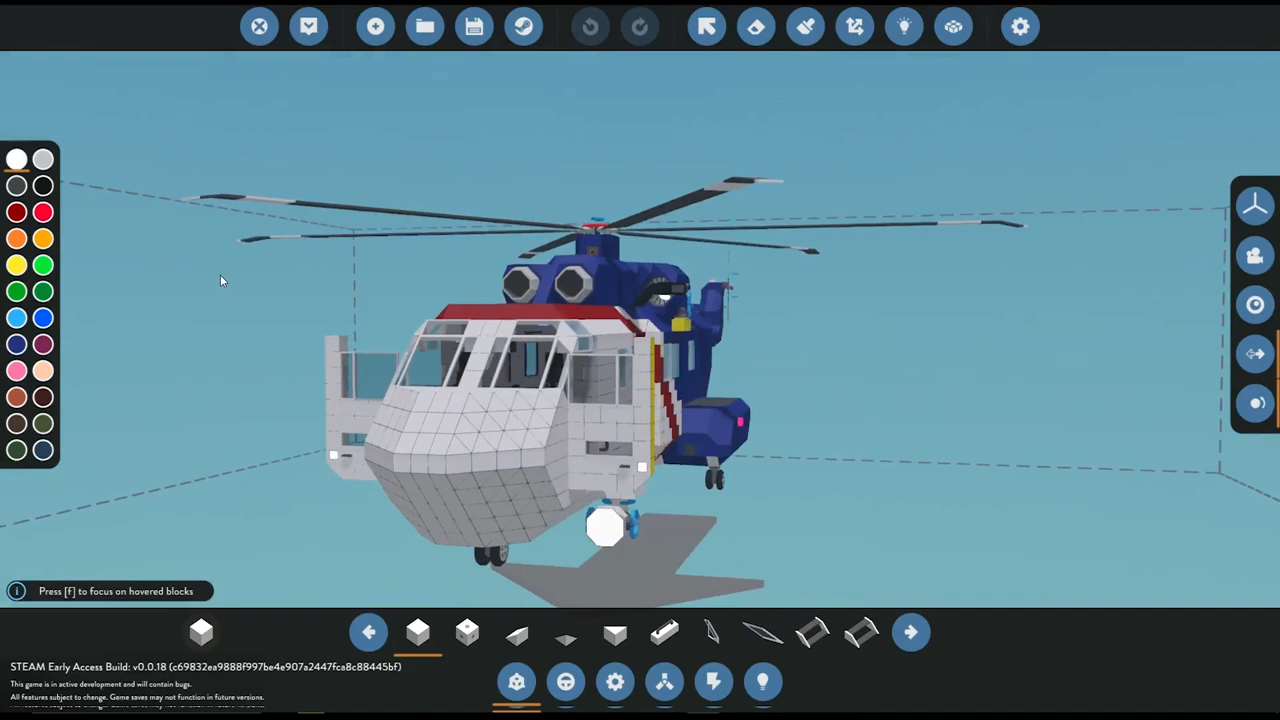 Press [f] to focus on hovered blocks
STEAM Early Access Build: v0.0.18 (c69832ea9888f997be4e907a2447fca8c88445bf)
This game is in active development and will contain bugs.
All features subject to change. Game saves may not function in future versions.